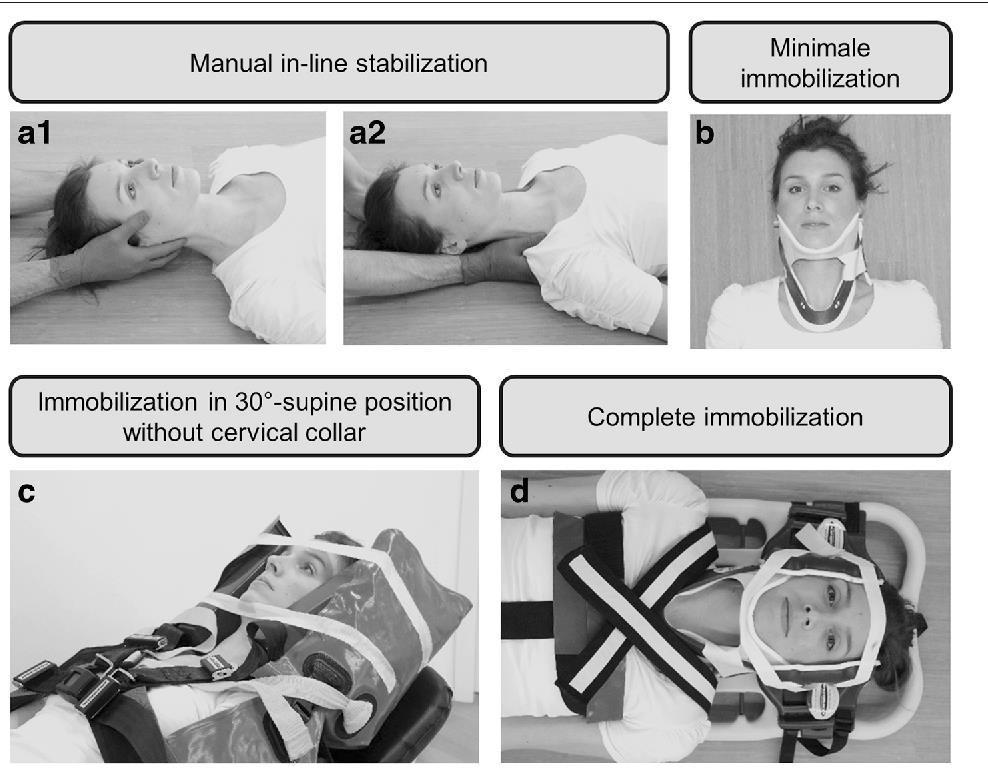 Manual in-line stabilization
Minimale
immobilization
a1
a2
b
Immobilization in 30°-supine position
without cervical collar
Complete immobilization
c
d